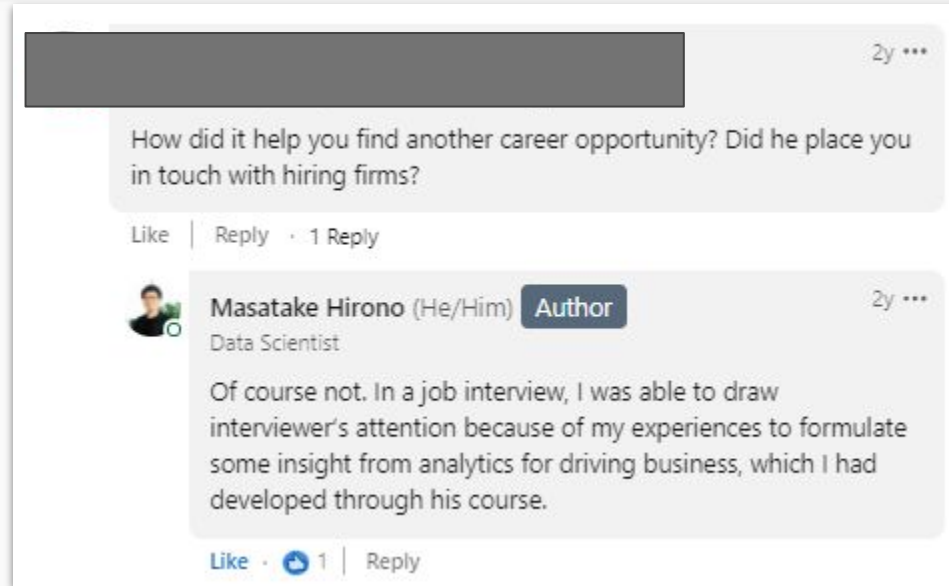 2y •••
How did it help you find another career opportunity? Did he place you
in touch with hiring firms?
Like | Reply · 1 Reply
Masatake Hirono (He/Him) Author 2y •••
Data Scientist
Of course not. In a job interview, I was able to draw
interviewer's attention because of my experiences to formulate
some insight from analytics for driving business, which I had
developed through his course.
Like · 1 | Reply